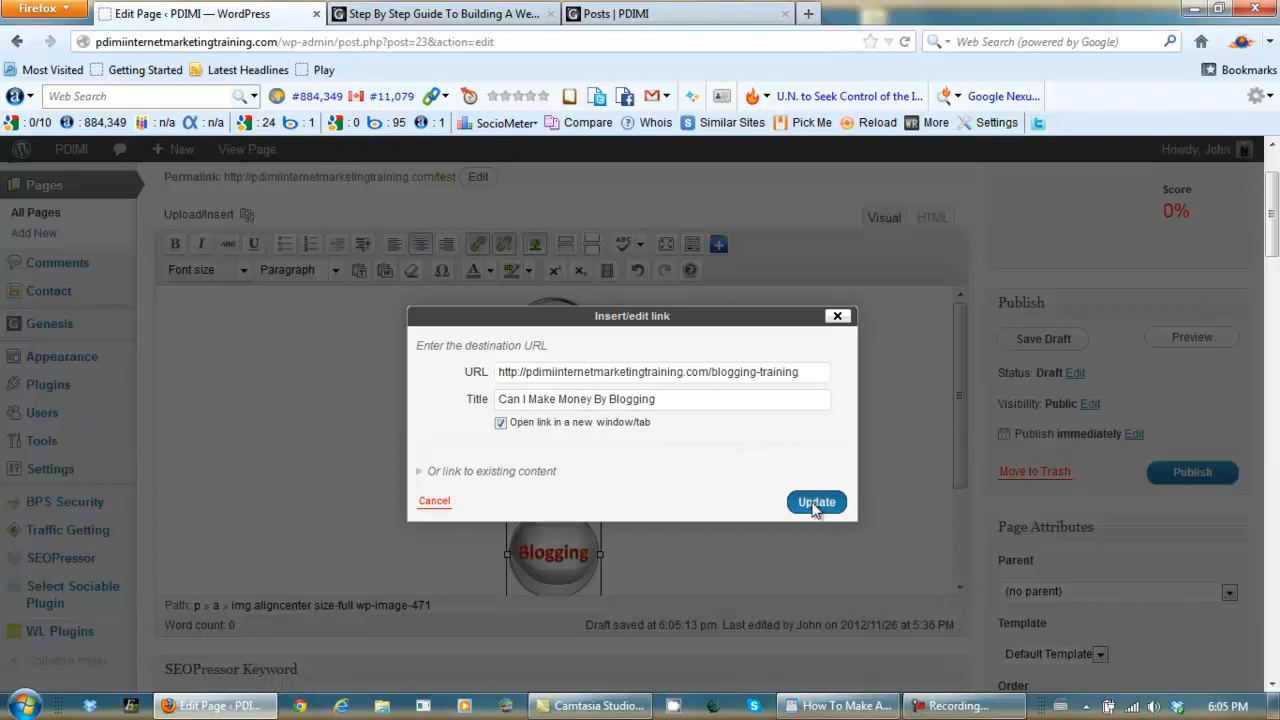 Firefox
Edit Page ‹ PDIMI — WordPress
Step By Step Guide To Building A We...
Posts | PDIMI
pdimiinternetmarketingtraining.com/wp-admin/post.php?post=23&action=edit
Web Search (powered by Google)
Most Visited
Getting Started
Latest Headlines
Play
Bookmarks
Web Search
#884,349
#11,079
U.N. to Seek Control of the I...
Google Nexu...
: 0/10
: 884,349
: n/a
: n/a
: 24
: 1
: 0
: 95
: 1
SocioMeter
Compare
Whois
Similar Sites
Pick Me
Reload
More
Settings
PDIMI
New
View Page
Howdy, John
Pages
All Pages
Add New
Comments
Contact
Genesis
Appearance
Plugins
Users
Tools
Settings
BPS Security
Traffic Getting
SEOPressor
Select Sociable
Plugin
WL Plugins
Collapse menu
Permalink: http://pdimiinternetmarketingtraining.com/test
Edit
Upload/Insert
Visual
HTML
Font size
Paragraph
Insert/edit link
Enter the destination URL
URL
http://pdimiinternetmarketingtraining.com/blogging-training
Title
Can I Make Money By Blogging
Open link in a new window/tab
Or link to existing content
Cancel
Update
Blogging
Path: p » a » img.aligncenter size-full wp-image-471
Word count: 0
Draft saved at 6:05:13 pm. Last edited by John on 2012/11/26 at 5:36 PM
SEOPressor Keyword
Score
0%
Publish
Save Draft
Preview
Status: Draft Edit
Visibility: Public Edit
Publish immediately Edit
Move to Trash
Publish
Page Attributes
Parent
(no parent)
Template
Default Template
Order
Edit Page ‹ PDI...
Camtasia Studio...
How To Make A...
Recording...
6:05 PM